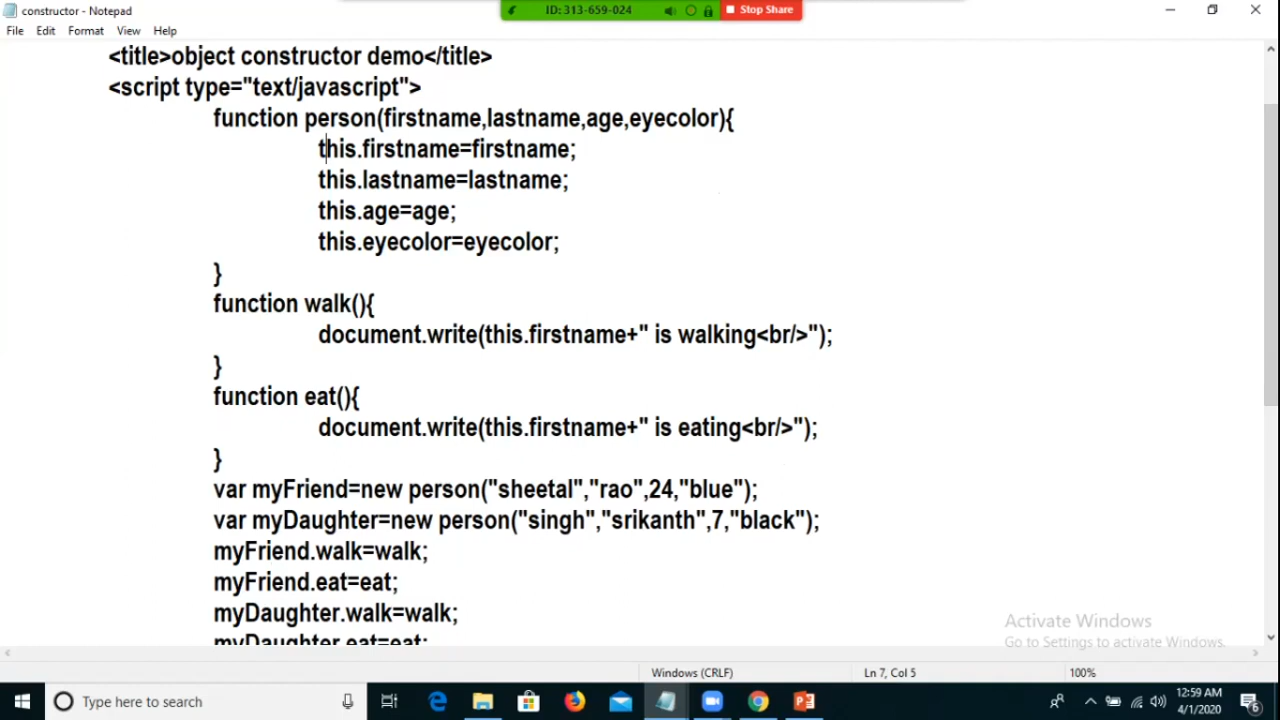 constructor - Notepad
ID: 313-659-024
Stop Share
File Edit Format View Help
<title>object constructor demo</title>
<script type="text/javascript">
function person(firstname,lastname,age,eyecolor){
this.firstname=firstname;
this.lastname=lastname;
this.age=age;
this.eyecolor=eyecolor;
}
function walk(){
document.write(this.firstname+" is walking<br/>");
}
function eat(){
document.write(this.firstname+" is eating<br/>");
}
var myFriend=new person("sheetal","rao",24,"blue");
var myDaughter=new person("singh","srikanth",7,"black");
myFriend.walk=walk;
myFriend.eat=eat;
myDaughter.walk=walk;
myDaughter.eat=eat;
Activate Windows
Go to Settings to activate Windows.
Windows (CRLF) Ln 7, Col 5 100%
Type here to search
12:59 AM
4/1/2020
6